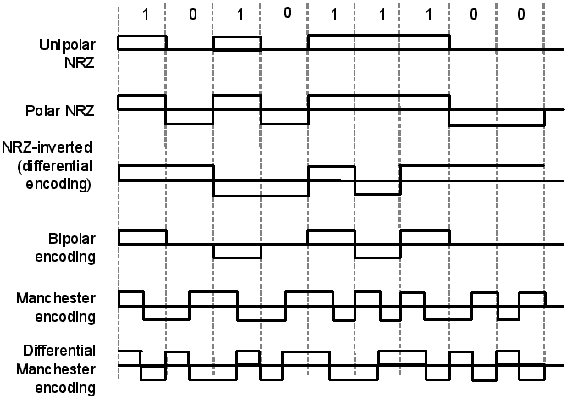 1 0 1 0 1 1 1 0 0
Unipolar
NRZ
Polar NRZ
NRZ-inverted
(differential
encoding)
Bipolar
encoding
Manchester
encoding
Differential
Manchester
encoding